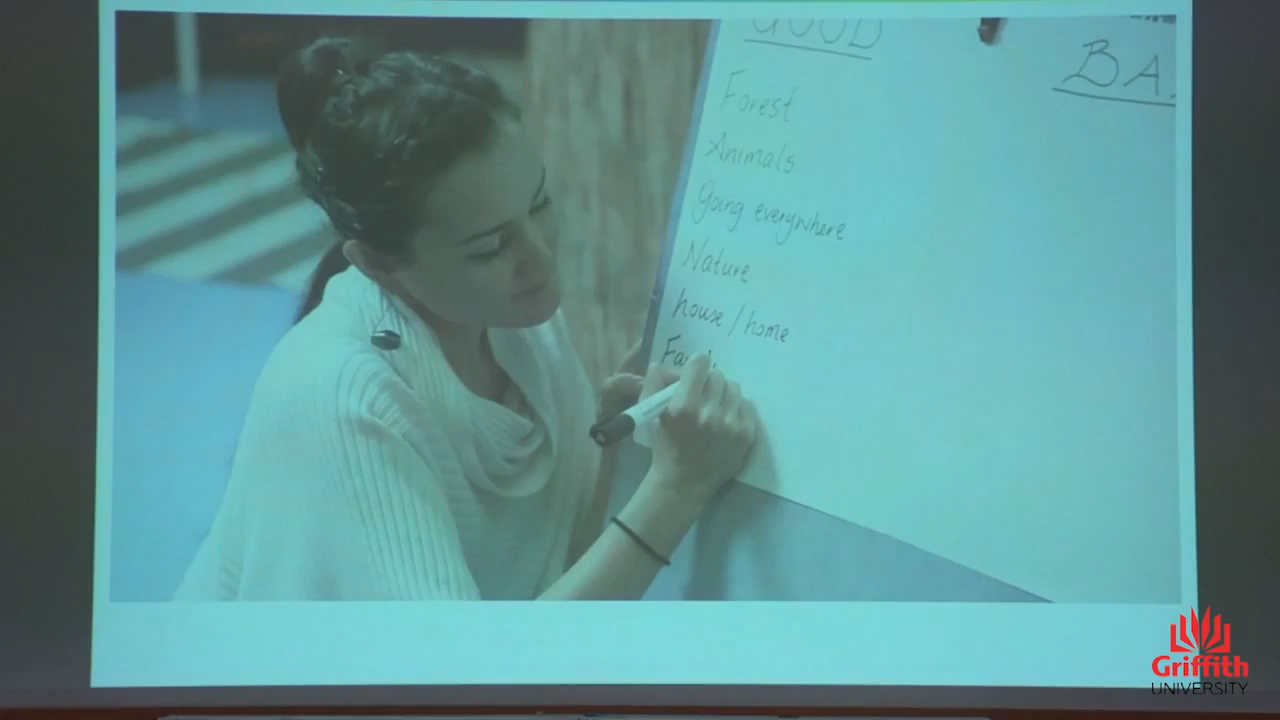 GOOD
BA
Forest
Animals
going everywhere
Nature
house / home
Griffith
UNIVERSITY